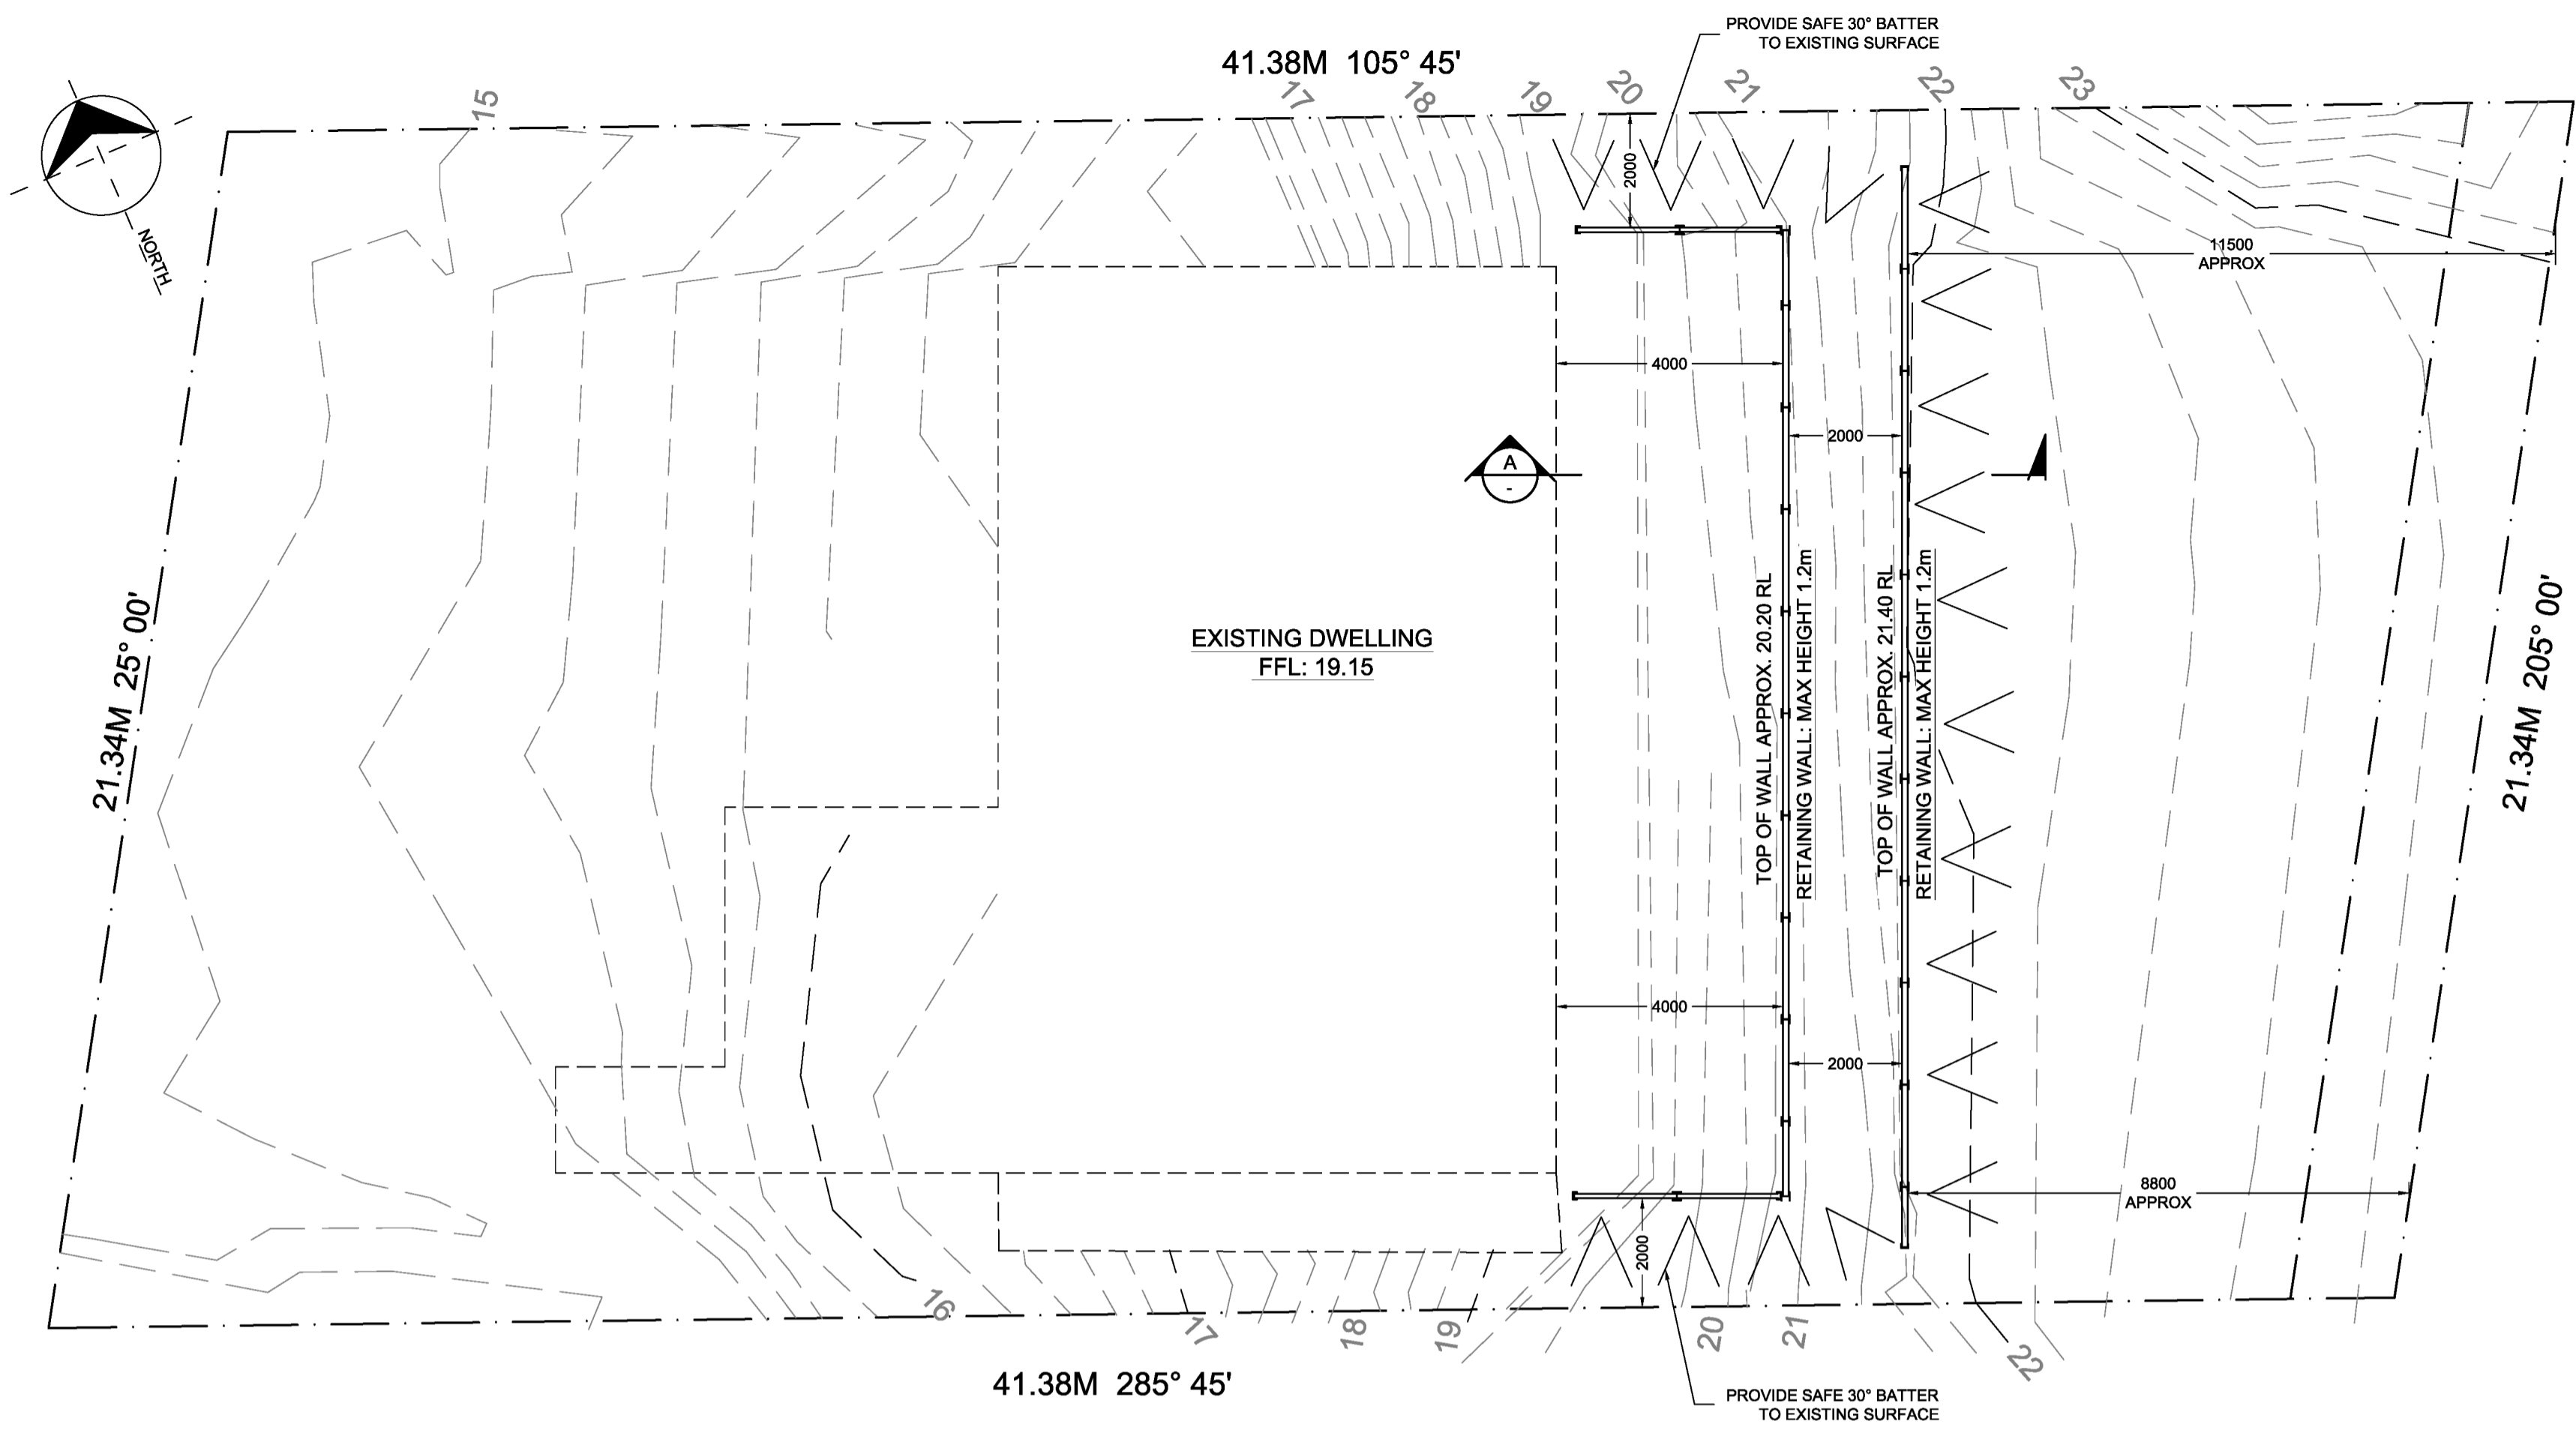 PROVIDE SAFE 30° BATTER
TO EXISTING SURFACE
41.38M 105° 45'
15
17
18
19
20
21
22
23
NORTH
2000
11500
APPROX
4000
2000
A
-
21.34M 25° 00'
EXISTING DWELLING
FFL: 19.15
TOP OF WALL APPROX. 20.20 RL
RETAINING WALL: MAX HEIGHT 1.2m
TOP OF WALL APPROX. 21.40 RL
RETAINING WALL: MAX HEIGHT 1.2m
21.34M 205° 00'
4000
2000
8800
APPROX
2000
16
17
18
19
20
21
22
41.38M 285° 45'
PROVIDE SAFE 30° BATTER
TO EXISTING SURFACE